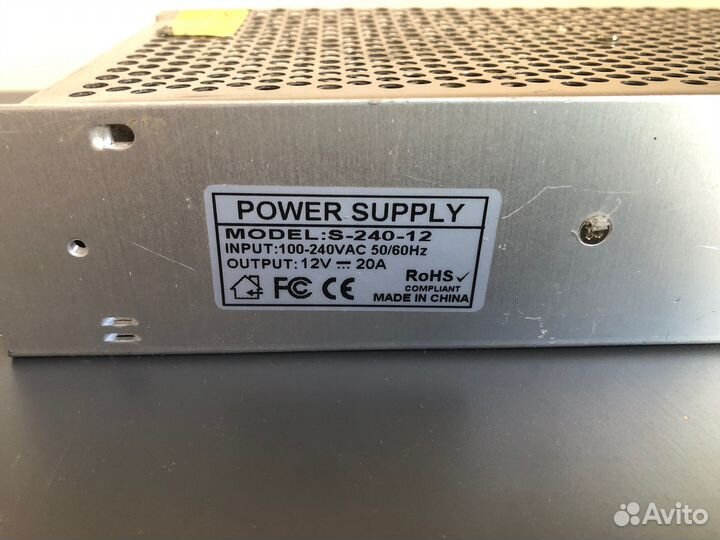 POWER SUPPLY
MODEL:S-240-12
INPUT:100-240VAC 50/60Hz
OUTPUT: 12V ⎓ 20A
FC CE RoHS✓
COMPLIANT
MADE IN CHINA
Avito